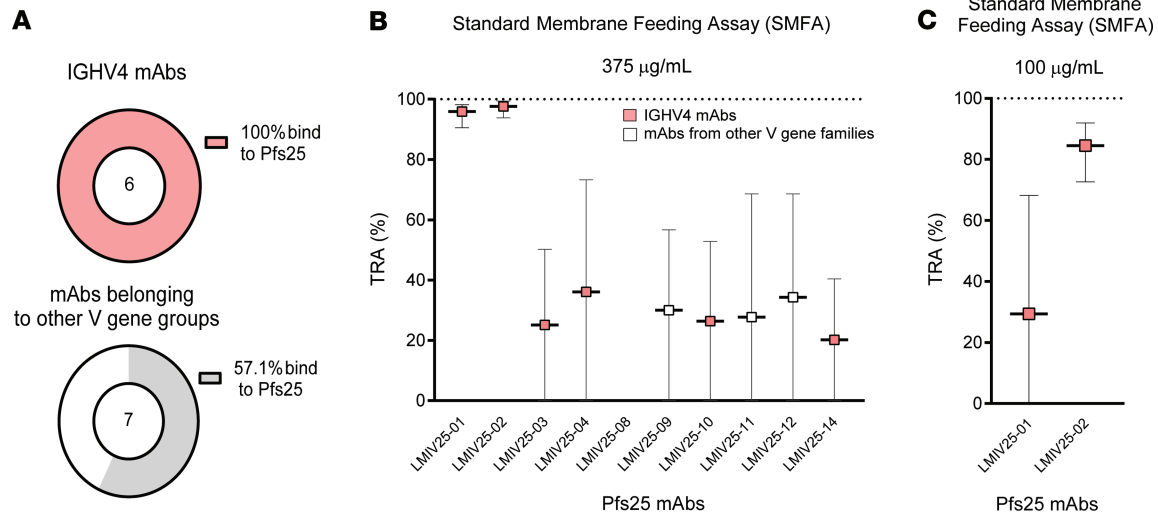 A
IGHV4 mAbs
6
100% bind
to Pfs25
mAbs belonging
to other V gene groups
7
57.1% bind
to Pfs25
B
Standard Membrane Feeding Assay (SMFA)
375 μg/mL
IGHV4 mAbs
mAbs from other V gene families
TRA (%)
100
80
60
40
20
0
LMIV25-01
LMIV25-02
LMIV25-03
LMIV25-04
LMIV25-08
LMIV25-09
LMIV25-10
LMIV25-11
LMIV25-12
LMIV25-14
Pfs25 mAbs
C
Standard Membrane
Feeding Assay (SMFA)
100 μg/mL
TRA (%)
100
80
60
40
20
0
LMIV25-01
LMIV25-02
Pfs25 mAbs